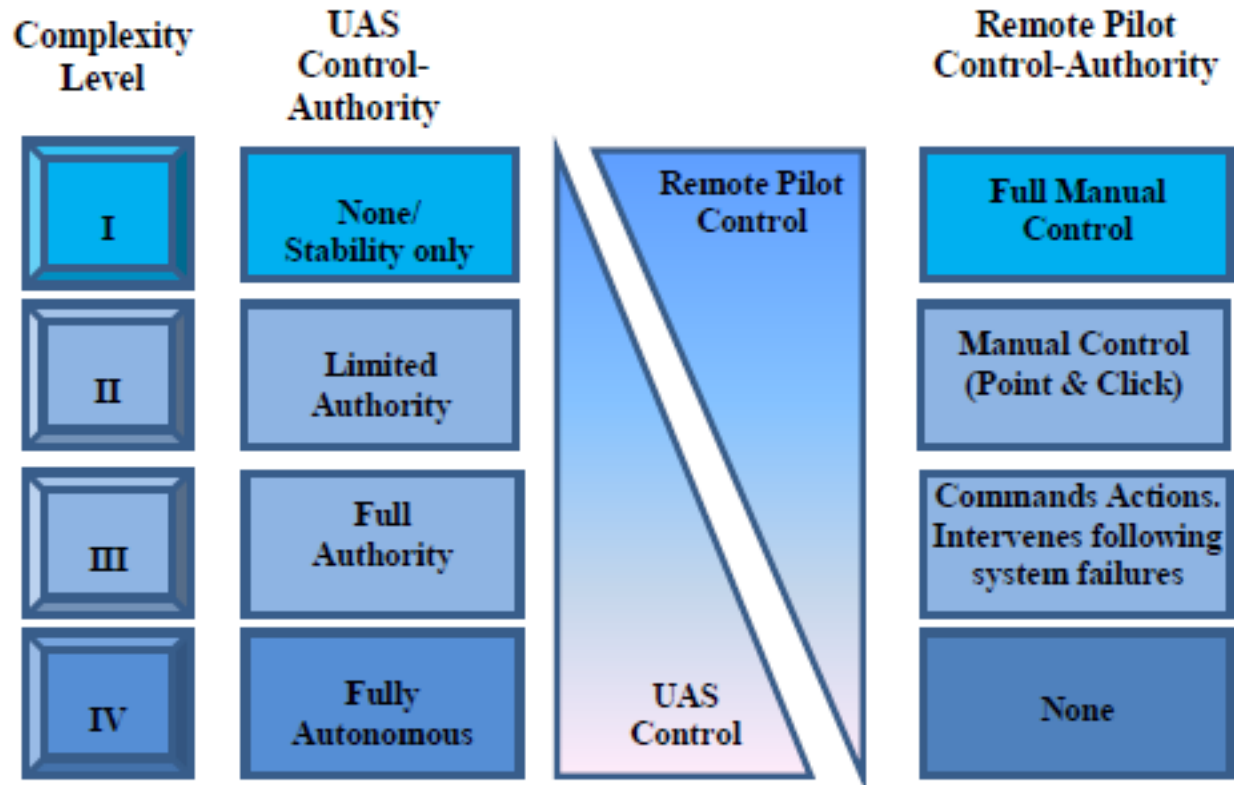 Complexity
Level
UAS
Control-
Authority
Remote Pilot
Control-Authority
I
None/
Stability only
Remote Pilot
Control
Full Manual
Control
II
Limited
Authority
Manual Control
(Point & Click)
III
Full
Authority
Commands Actions.
Intervenes following
system failures
IV
Fully
Autonomous
UAS
Control
None